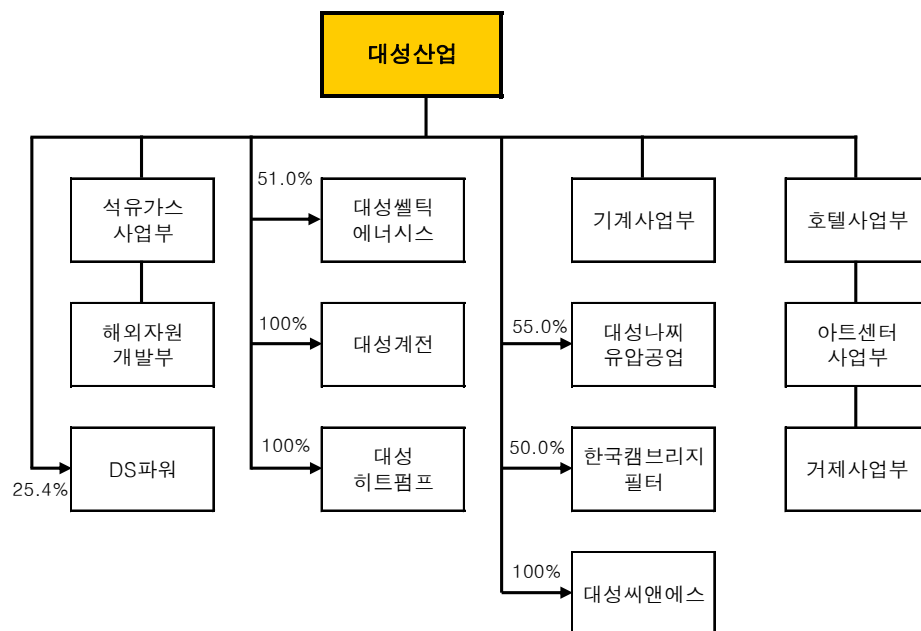 대성산업
51.0%
석유가스
사업부
대성쎌틱
에너시스
기계사업부
호텔사업부
해외자원
개발부
100%
대성계전
55.0%
대성나찌
유압공업
아트센터
사업부
DS파워
25.4%
100%
대성
히트펌프
50.0%
한국캠브리지
필터
거제사업부
100%
대성씨앤에스